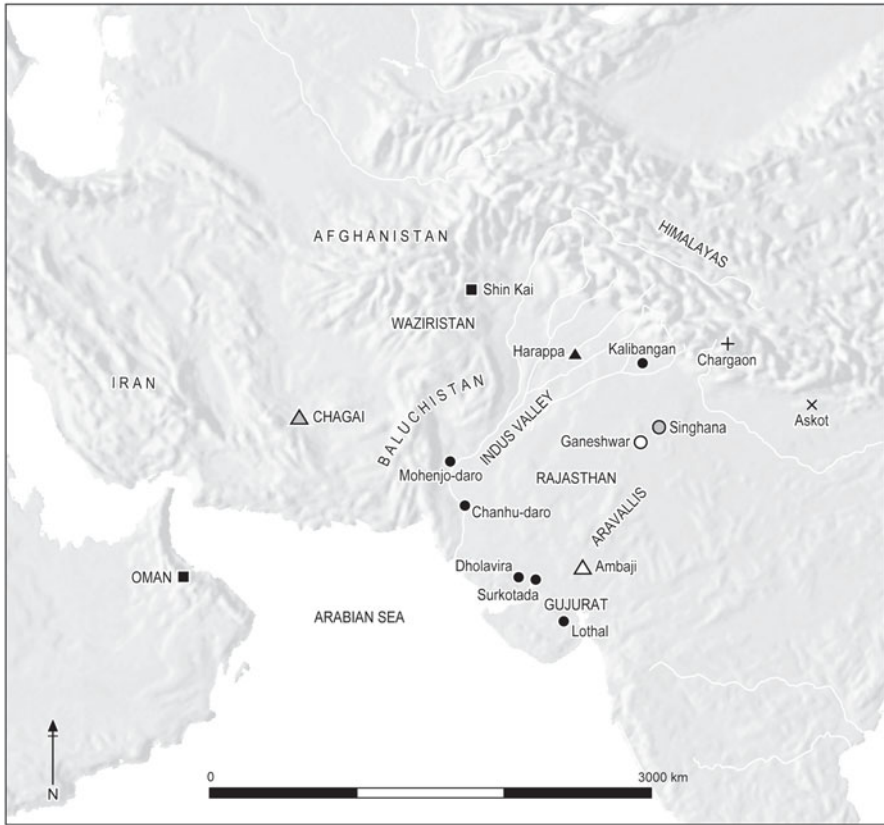 HIMALAYAS
AFGHANISTAN
Shin Kai
WAZIRISTAN
Harappa
Kalibangan
Chargaon
IRAN
CHAGAI
BALUCHISTAN
INDUS VALLEY
Askot
Singhana
Ganeshwar
Mohenjo-daro
RAJASTHAN
Chanhu-daro
ARAVALLIS
Dholavira
Ambaji
OMAN
Surkotada
GUJURAT
ARABIAN SEA
Lothal
N
0
3000 km